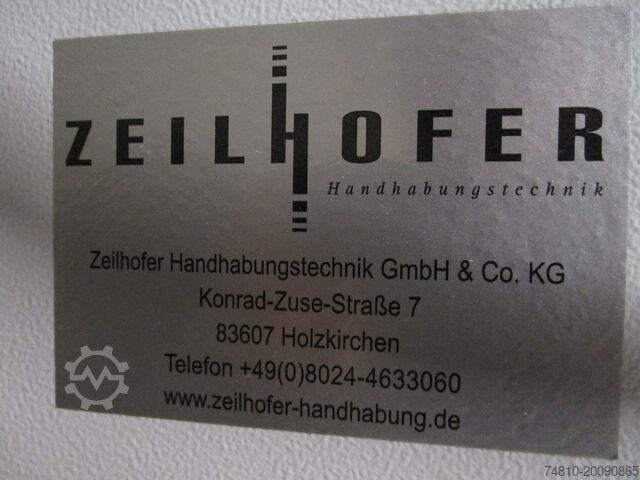 ZEILHOFER
Handhabungstechnik
Zeilhofer Handhabungstechnik GmbH & Co. KG
Konrad-Zuse-Straße 7
83607 Holzkirchen
Telefon +49(0)8024-4633060
www.zeilhofer-handhabung.de
74810-20090865